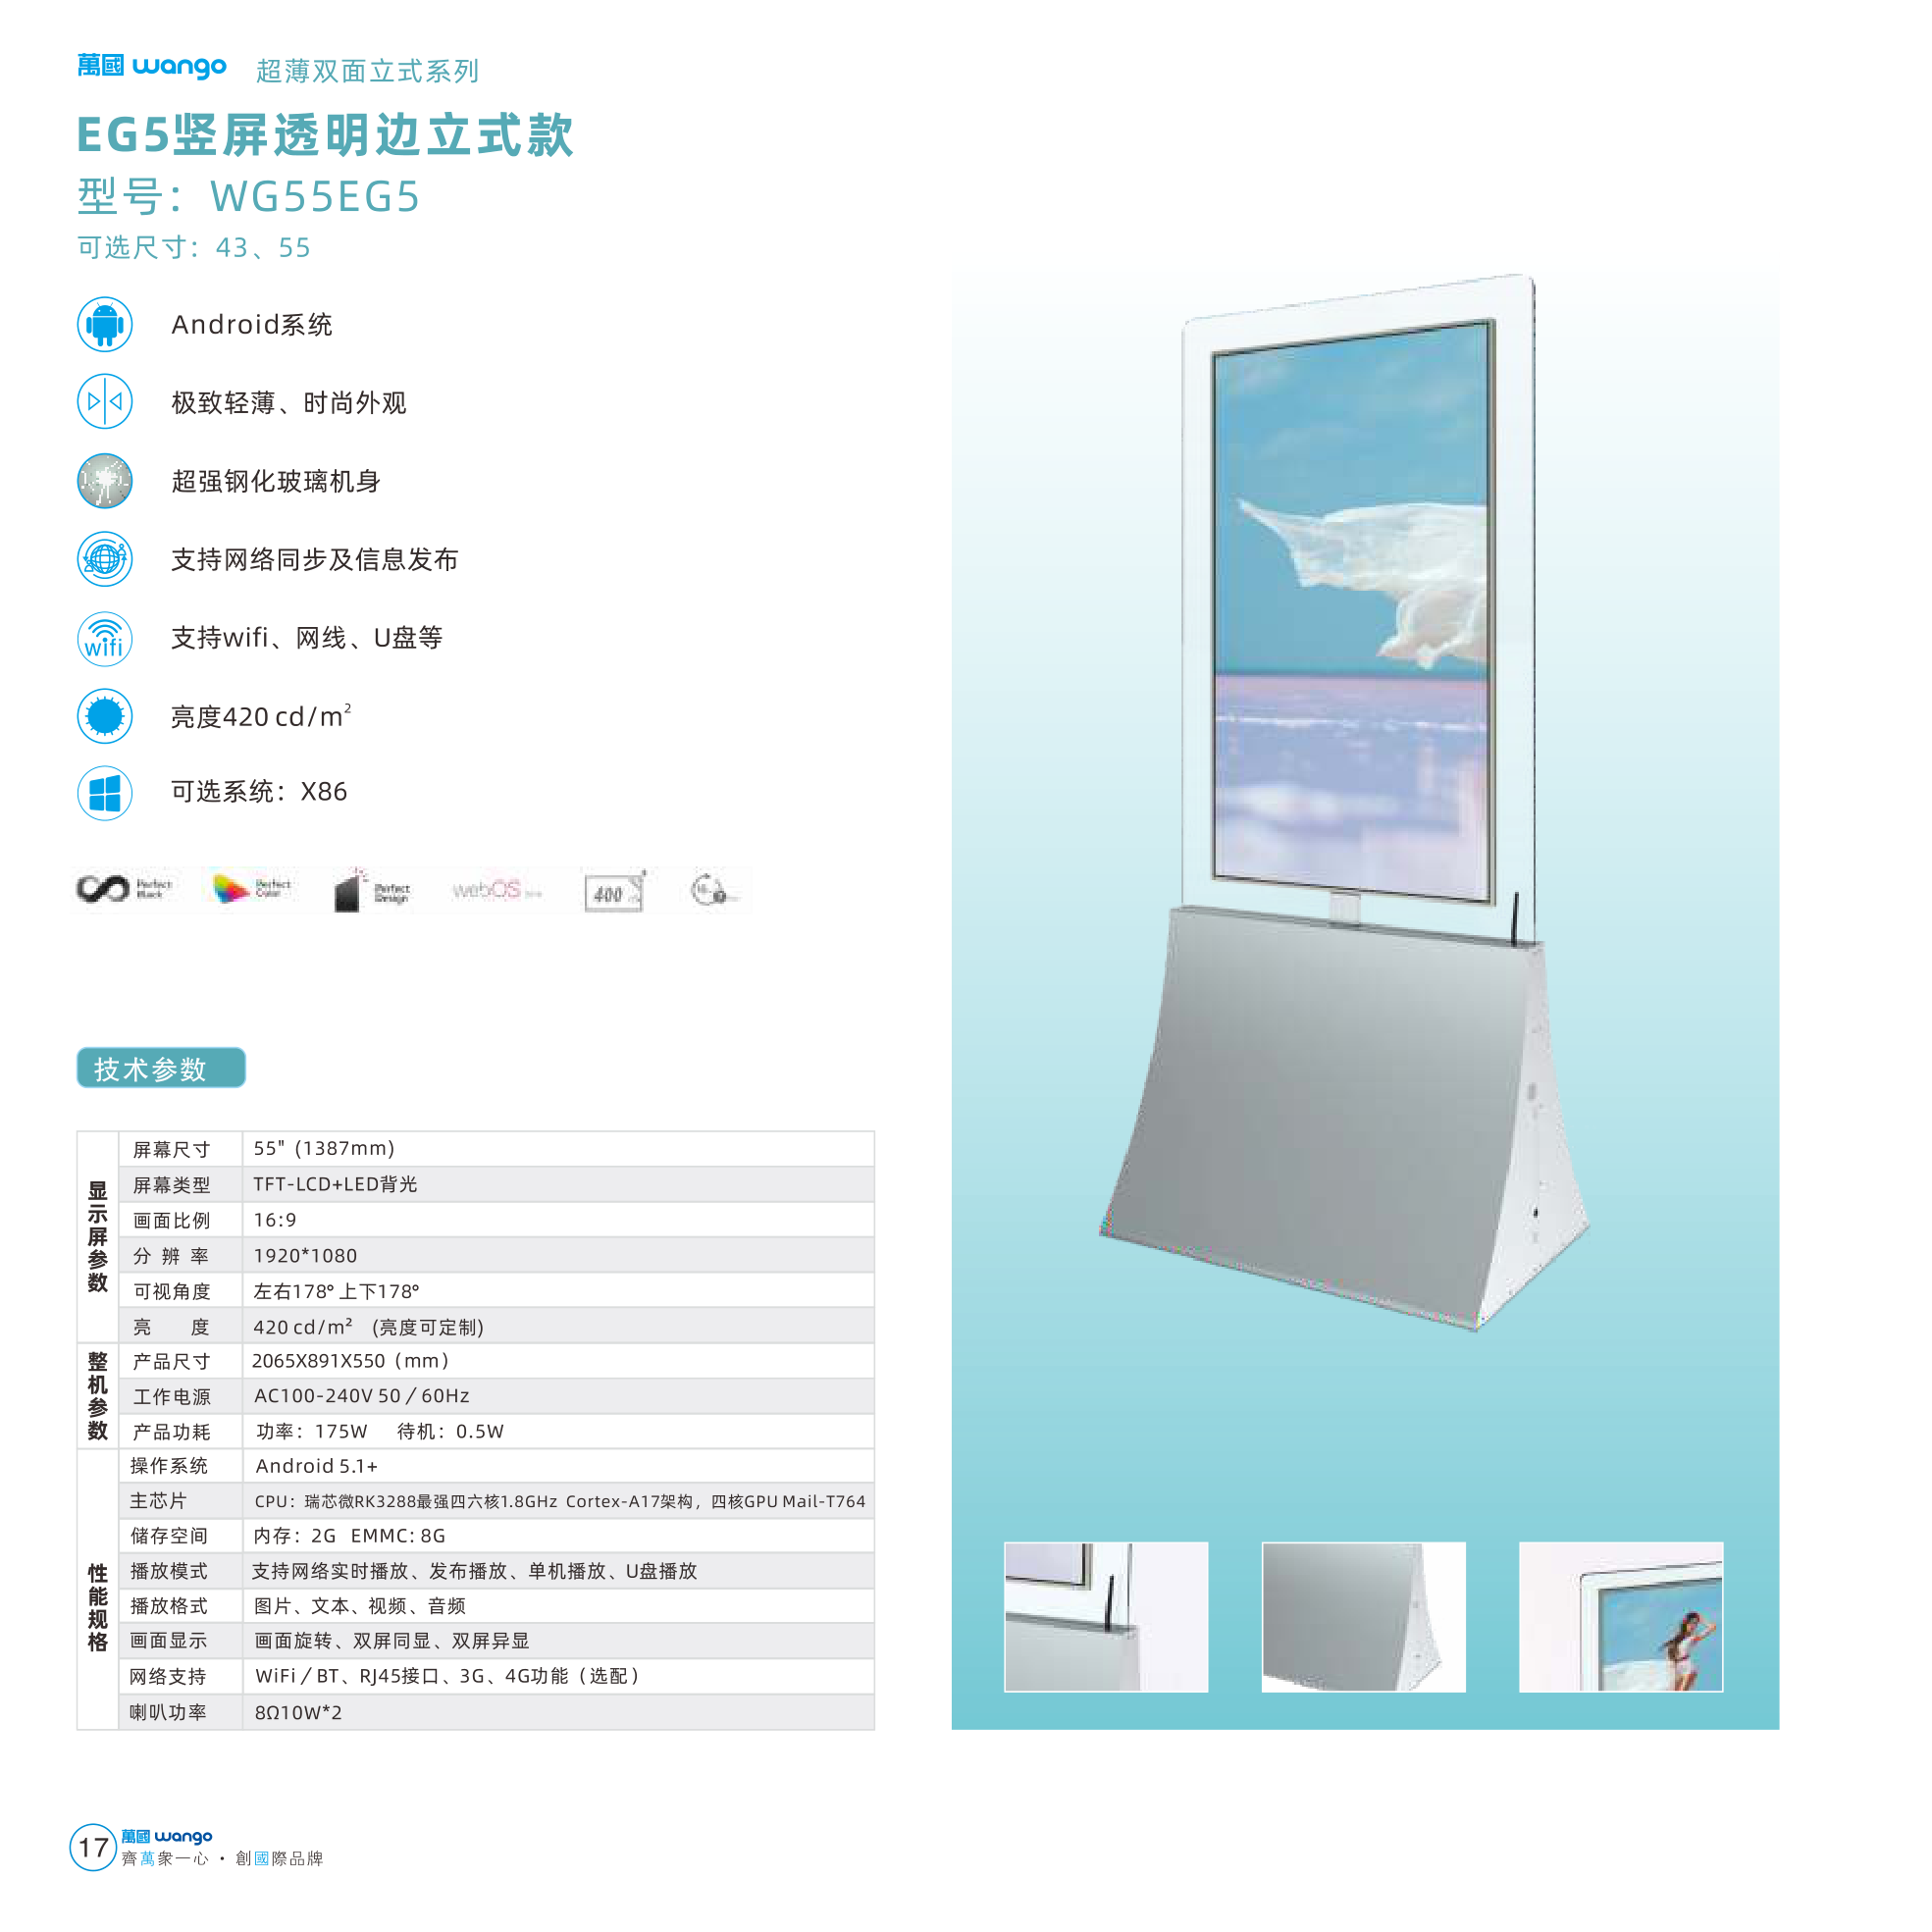 萬國 wango 超薄双面立式系列
EG5竖屏透明边立式款
型号：WG55EG5
可选尺寸：43、55
Android系统
极致轻薄、时尚外观
超强钢化玻璃机身
支持网络同步及信息发布
wifi
支持wifi、网线、U盘等
亮度420 cd/m²
可选系统：X86
Perfect Black
Perfect Color
Perfect Design
webOS
400
技术参数
显示屏参数
屏幕尺寸 55" (1387mm)
屏幕类型 TFT-LCD+LED背光
画面比例 16:9
分 辨 率 1920*1080
可视角度 左右178° 上下178°
亮 度 420 cd/m² (亮度可定制)
整机参数
产品尺寸 2065X891X550（mm）
工作电源 AC100-240V 50／60Hz
产品功耗 功率：175W 待机：0.5W
性能规格
操作系统 Android 5.1+
主芯片 CPU：瑞芯微RK3288最强四六核1.8GHz Cortex-A17架构，四核GPU Mail-T764
储存空间 内存：2G EMMC: 8G
播放模式 支持网络实时播放、发布播放、单机播放、U盘播放
播放格式 图片、文本、视频、音频
画面显示 画面旋转、双屏同显、双屏异显
网络支持 WiFi／BT、RJ45接口、3G、4G功能（选配）
喇叭功率 8Ω10W*2
17 萬國 wango
齊萬衆一心 · 創國際品牌